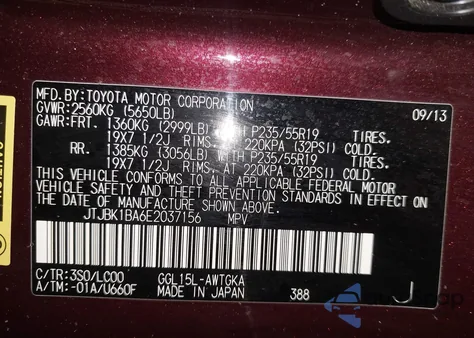 MFD.BY:TOYOTA MOTOR CORPORATION 09/13
GVWR:2560KG (5650LB)
GAWR:FRT. 1360KG (2999LB) WITH P235/55R19 TIRES.
19X7 1/2J RIMS. AT 220KPA (32PSI) COLD.
RR. 1385KG (3056LB) WITH P235/55R19 TIRES.
19X7 1/2J RIMS. AT 220KPA (32PSI) COLD.
THIS VEHICLE CONFORMS TO ALL APPLICABLE FEDERAL MOTOR
VEHICLE SAFETY AND THEFT PREVENTION STANDARDS IN EFFECT ON
THE DATE OF MANUFACTURE SHOWN ABOVE.
JTJBK1BA6E2037156 MPV
C/TR:3S0/LC00 GGL15L-AWTGKA
A/TM:-01A/U660F MADE IN JAPAN 388 J